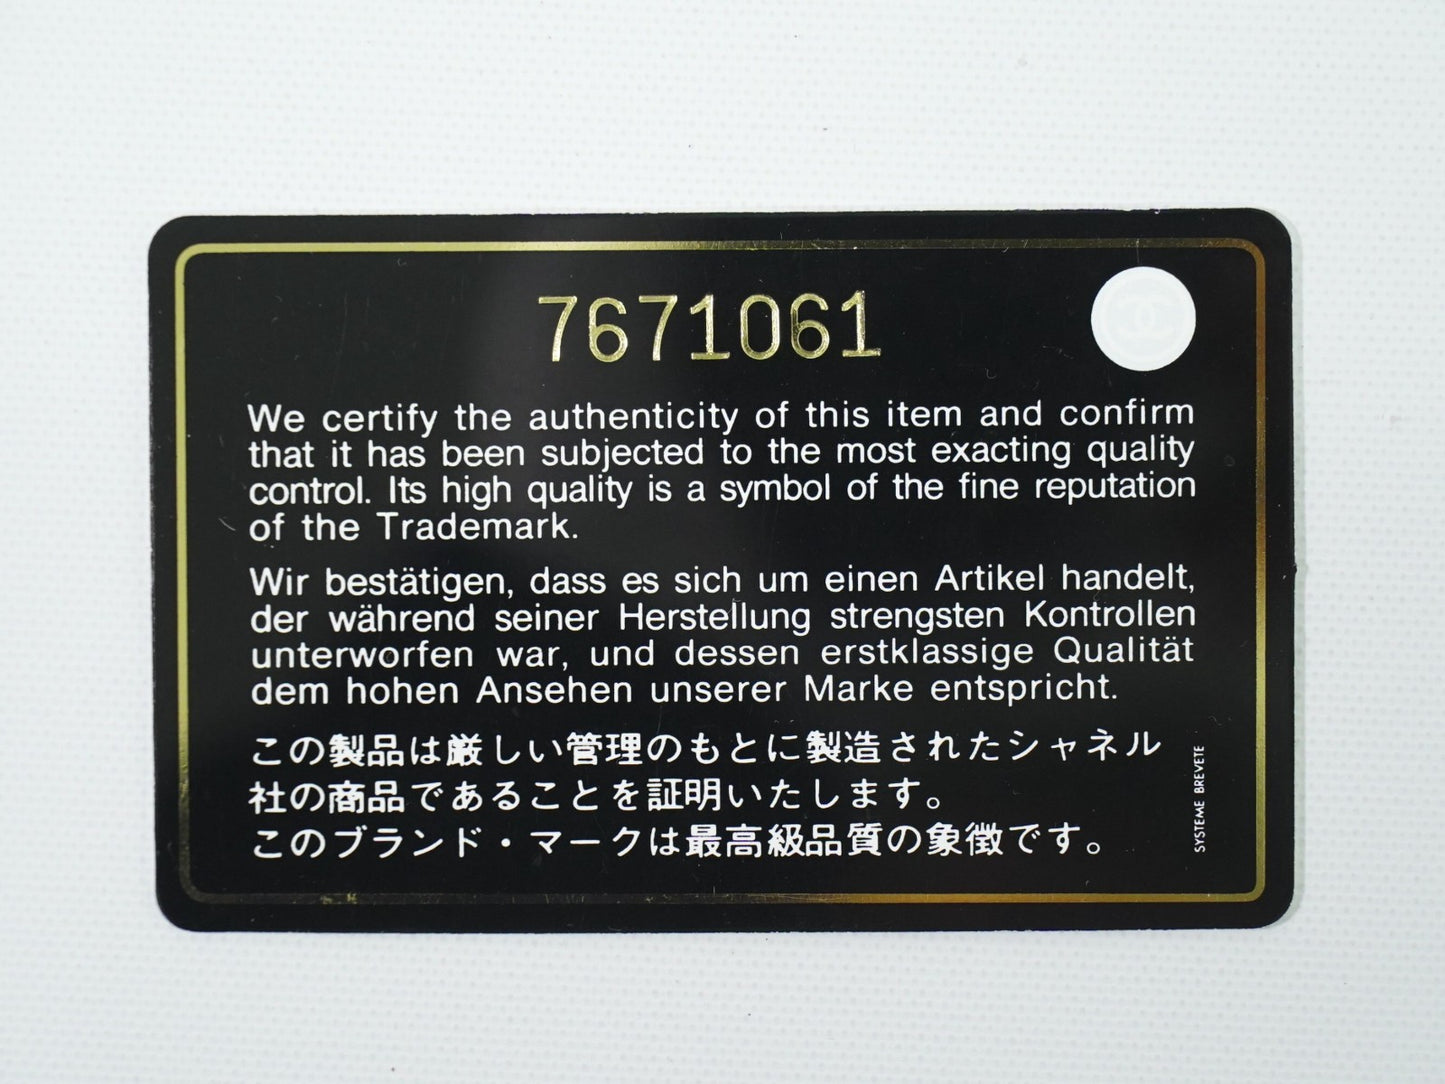 7671061
We certify the authenticity of this item and confirm
that it has been subjected to the most exacting quality
control. Its high quality is a symbol of the fine reputation
of the Trademark.
Wir bestätigen, dass es sich um einen Artikel handelt,
der während seiner Herstellung strengsten Kontrollen
unterworfen war, und dessen erstklassige Qualität
dem hohen Ansehen unserer Marke entspricht.
この製品は厳しい管理のもとに製造されたシャネル
社の商品であることを証明いたします。
このブランド・マークは最高級品質の象徴です。
SYSTEME BREVETE